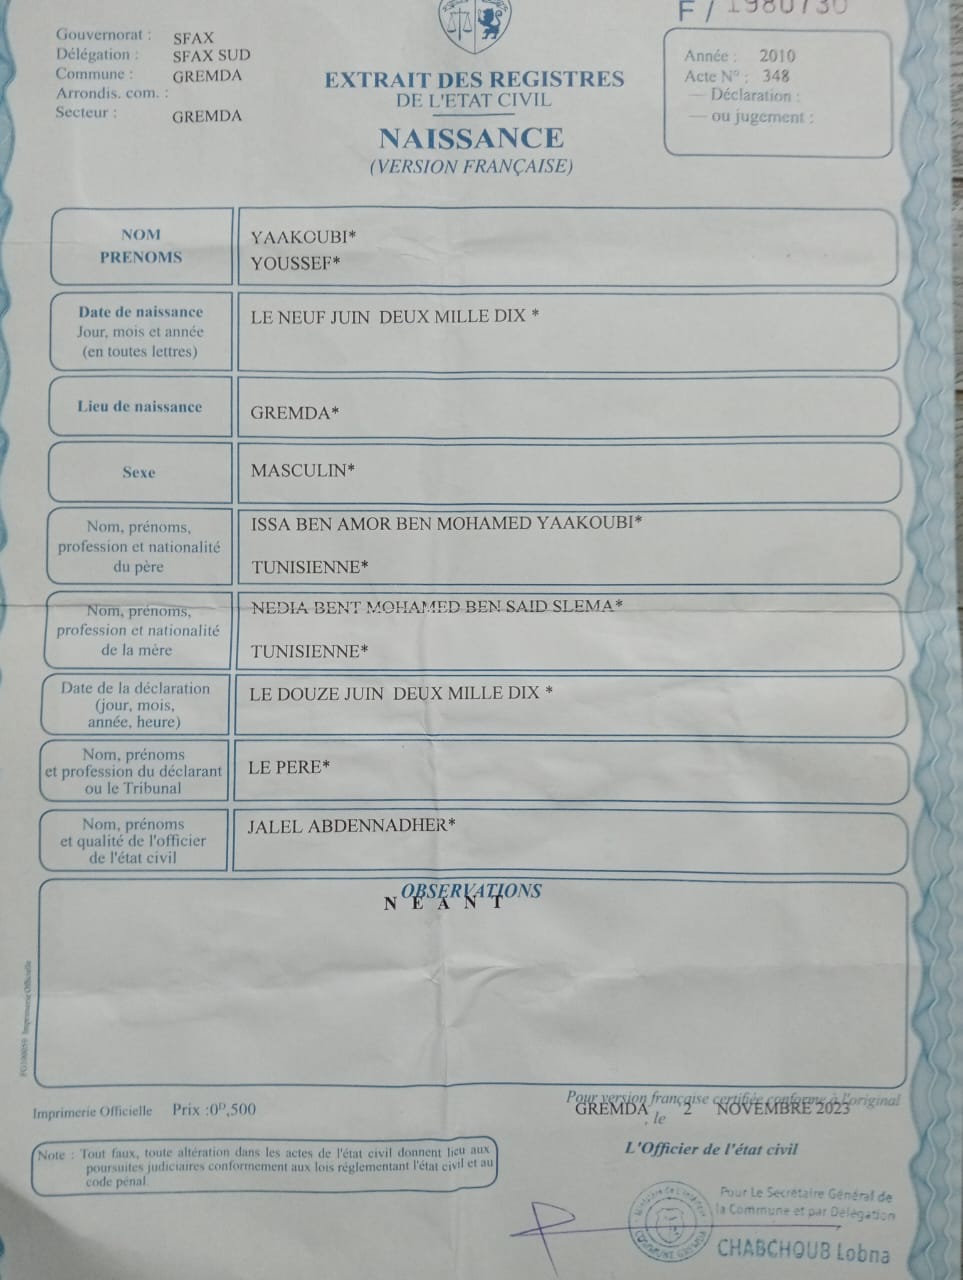 F / 1980730
Gouvernorat : SFAX
Délégation : SFAX SUD
Commune : GREMDA
Arrondis. com. :
Secteur : GREMDA
EXTRAIT DES REGISTRES
DE L'ETAT CIVIL
NAISSANCE
(VERSION FRANÇAISE)
Année : 2010
Acte N° : 348
— Déclaration :
— ou jugement :
NOM
PRENOMS
YAAKOUBI*
YOUSSEF*
Date de naissance
Jour, mois et année
(en toutes lettres)
LE NEUF JUIN DEUX MILLE DIX *
Lieu de naissance
GREMDA*
Sexe
MASCULIN*
Nom, prénoms,
profession et nationalité
du père
ISSA BEN AMOR BEN MOHAMED YAAKOUBI*
TUNISIENNE*
Nom, prénoms,
profession et nationalité
de la mère
NEDIA BENT MOHAMED BEN SAID SLEMA*
TUNISIENNE*
Date de la déclaration
(jour, mois,
année, heure)
LE DOUZE JUIN DEUX MILLE DIX *
Nom, prénoms
et profession du déclarant
ou le Tribunal
LE PERE*
Nom, prénoms
et qualité de l'officier
de l'état civil
JALEL ABDENNADHER*
OBSERVATIONS
N E A N T
Imprimerie Officielle
Imprimerie Officielle Prix :0ᴰ,500
Pour version française certifiée conforme à l'original
GREMDA , le 2 NOVEMBRE 2023
Note : Tout faux, toute altération dans les actes de l'état civil donnent lieu aux
poursuites judiciaires conformement aux lois réglementant l'état civil et au
code pénal.
L'Officier de l'état civil
Pour Le Secrétaire Général de
la Commune et par Délégation
CHABCHOUB Lobna
COMMUNE GREMDA